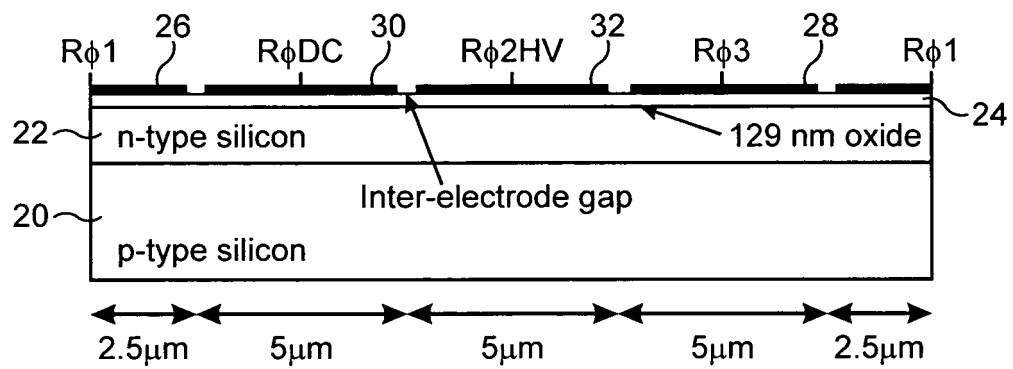 26 30 32 28
Rϕ1 RϕDC Rϕ2HV Rϕ3 Rϕ1
24
22 n-type silicon 129 nm oxide
Inter-electrode gap
20
p-type silicon
2.5µm 5µm 5µm 5µm 2.5µm